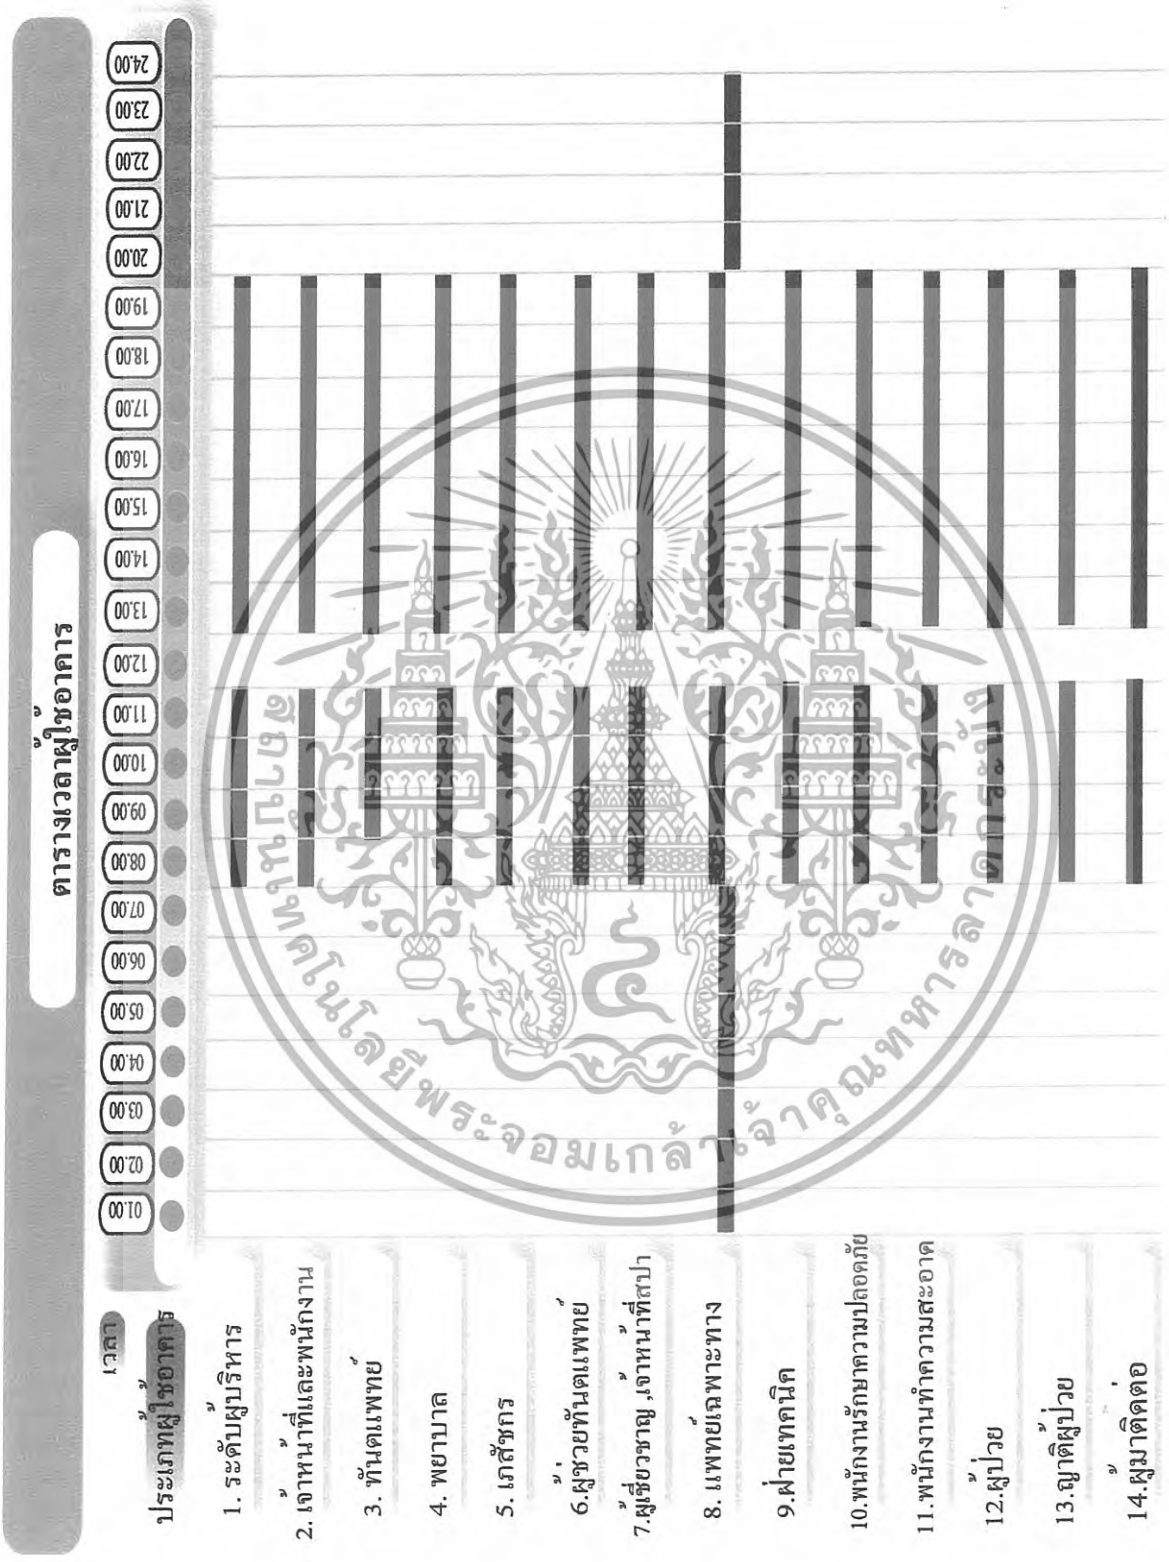 ตารางเวลาผู้ใช้อาคาร
เวลา
01.00 02.00 03.00 04.00 05.00 06.00 07.00 08.00 09.00 10.00 11.00 12.00 13.00 14.00 15.00 16.00 17.00 18.00 19.00 20.00 21.00 22.00 23.00 24.00
ประเภทผู้ใช้อาคาร
1. ระดับผู้บริหาร
2. เจ้าหน้าที่และพนักงาน
3. ทันตแพทย์
4. พยาบาล
5. เภสัชกร
6.ผู้ช่วยทันตแพทย์
7.ผู้เชี่ยวชาญ ,เจ้าหน้าที่สปา
8. แพทย์เฉพาะทาง
9.ฝ่ายเทคนิค
10.พนักงานรักษาความปลอดภัย
11.พนักงานทำความสะอาด
12.ผู้ป่วย
13.ญาติผู้ป่วย
14.ผู้มาติดต่อ
สถาบันเทคโนโลยีพระจอมเกล้าเจ้าคุณทหารลาดกระบัง